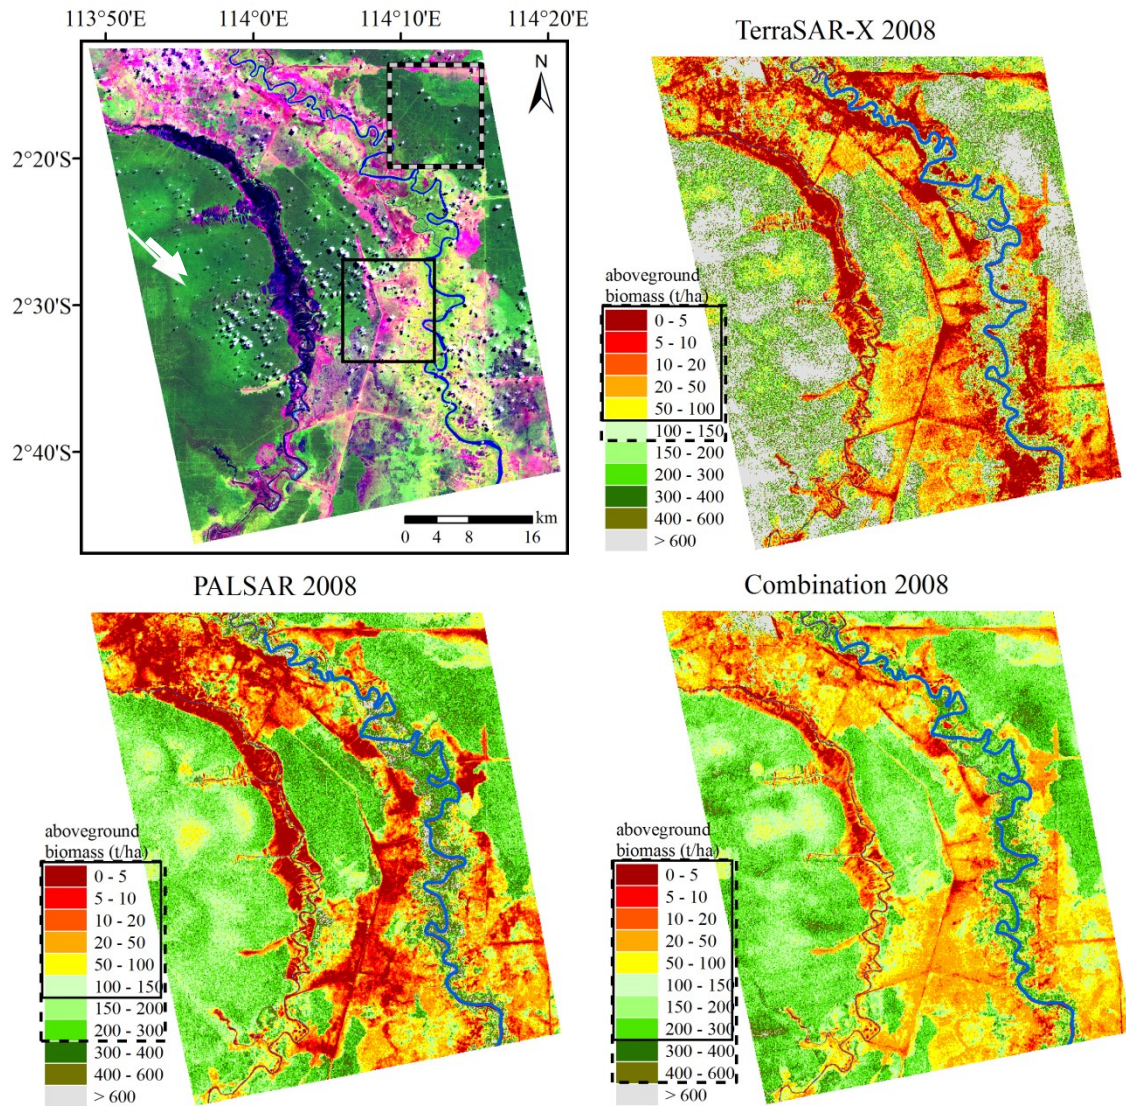 113°50'E
114°0'E
114°10'E
114°20'E
TerraSAR-X 2008
N
2°20'S
2°30'S
2°40'S
km
0 4 8 16
aboveground
biomass (t/ha)
0 - 5
5 - 10
10 - 20
20 - 50
50 - 100
100 - 150
150 - 200
200 - 300
300 - 400
400 - 600
> 600
PALSAR 2008
aboveground
biomass (t/ha)
0 - 5
5 - 10
10 - 20
20 - 50
50 - 100
100 - 150
150 - 200
200 - 300
300 - 400
400 - 600
> 600
Combination 2008
aboveground
biomass (t/ha)
0 - 5
5 - 10
10 - 20
20 - 50
50 - 100
100 - 150
150 - 200
200 - 300
300 - 400
400 - 600
> 600